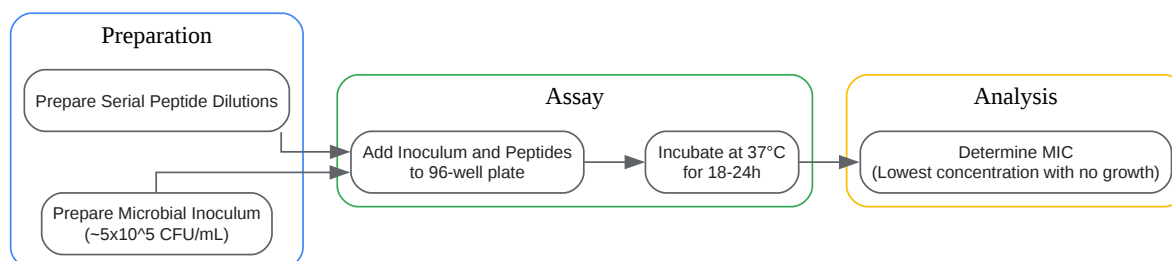 Preparation
Prepare Serial Peptide Dilutions
Prepare Microbial Inoculum
(~5x10^5 CFU/mL)
Assay
Add Inoculum and Peptides
to 96-well plate
Incubate at 37°C
for 18-24h
Analysis
Determine MIC
(Lowest concentration with no growth)